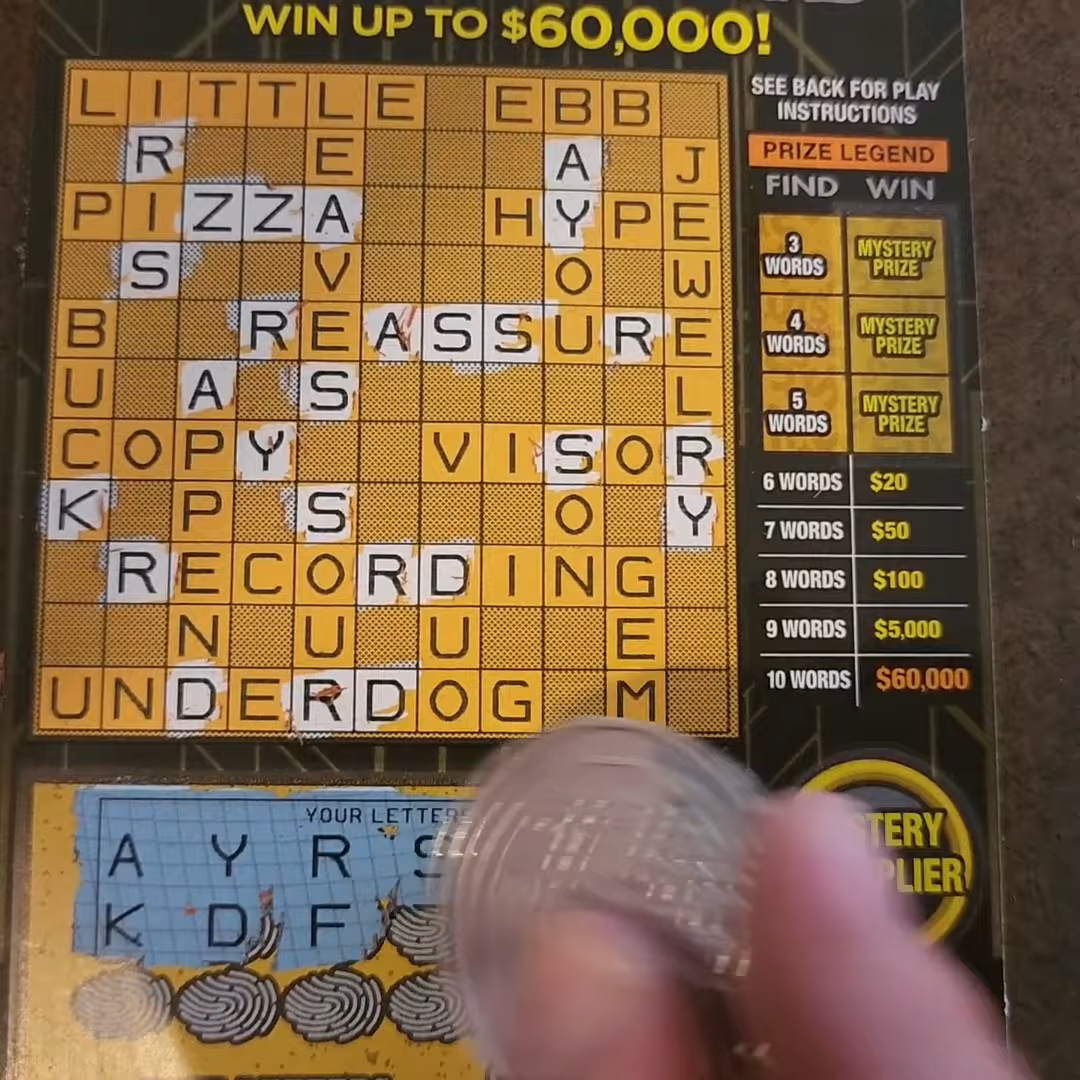 WIN UP TO $60,000!
SEE BACK FOR PLAY
INSTRUCTIONS
PRIZE LEGEND
FIND WIN
3 WORDS MYSTERY PRIZE
4 WORDS MYSTERY PRIZE
5 WORDS MYSTERY PRIZE
6 WORDS $20
7 WORDS $50
8 WORDS $100
9 WORDS $5,000
10 WORDS $60,000
LITTLE EBB
R E A J
PIZZA HYPE
S V O W
B REASSURE
U A S L
COPY VISOR
K P S O Y
RECORDING
N U U E
UNDERDOG M
YOUR LETTERS
A Y R S
K D F
TERY
PLIER